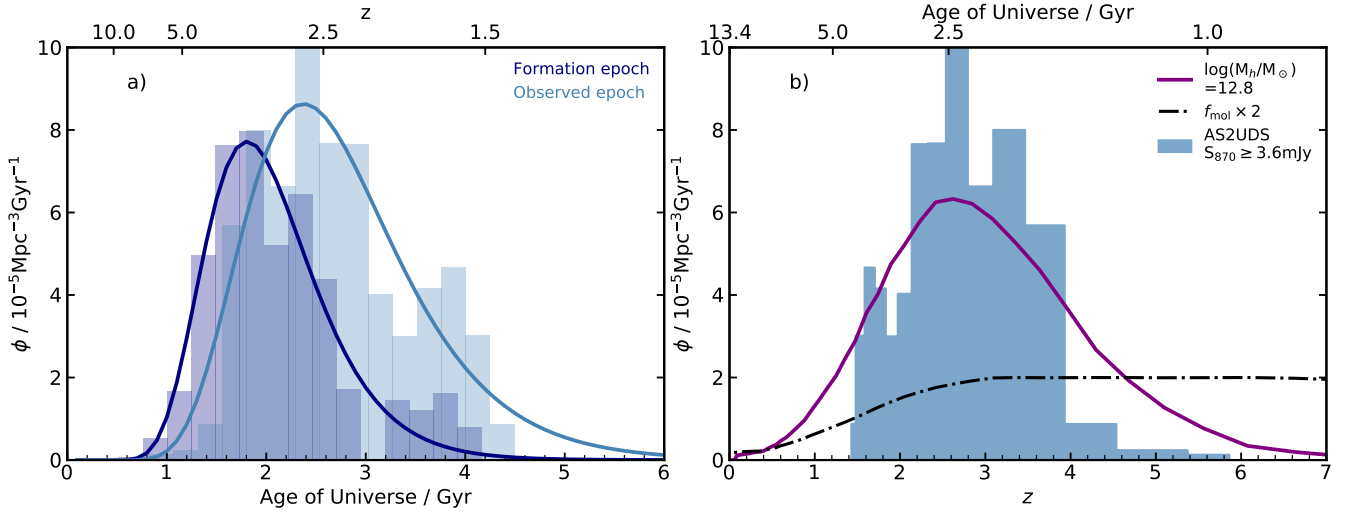 z
10.0 5.0 2.5 1.5
a)
Formation epoch
Observed epoch
10
8
6
4
2
0
ϕ / 10⁻⁵Mpc⁻³Gyr⁻¹
0 1 2 3 4 5 6
Age of Universe / Gyr
Age of Universe / Gyr
13.4 5.0 2.5 1.0
b)
log(Mₕ/M⊙)
=12.8
f_mol × 2
AS2UDS
S₈₇₀ ≥ 3.6mJy
10
8
6
4
2
0
ϕ / 10⁻⁵Mpc⁻³Gyr⁻¹
0 1 2 3 4 5 6 7
z